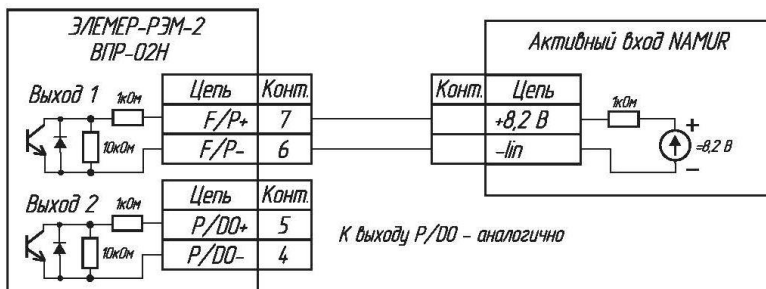 ЭЛЕМЕР-РЭМ-2
ВПР-02Н
Выход 1
1кОм
10кОм
Цепь Конт.
F/P+ 7
F/P- 6
Выход 2
1кОм
10кОм
Цепь Конт.
P/DO+ 5
P/DO- 4
К выходу P/DO - аналогично
Активный вход NAMUR
Конт. Цепь
+8,2 В
-Iin
1кОм
+
=8,2 В
-